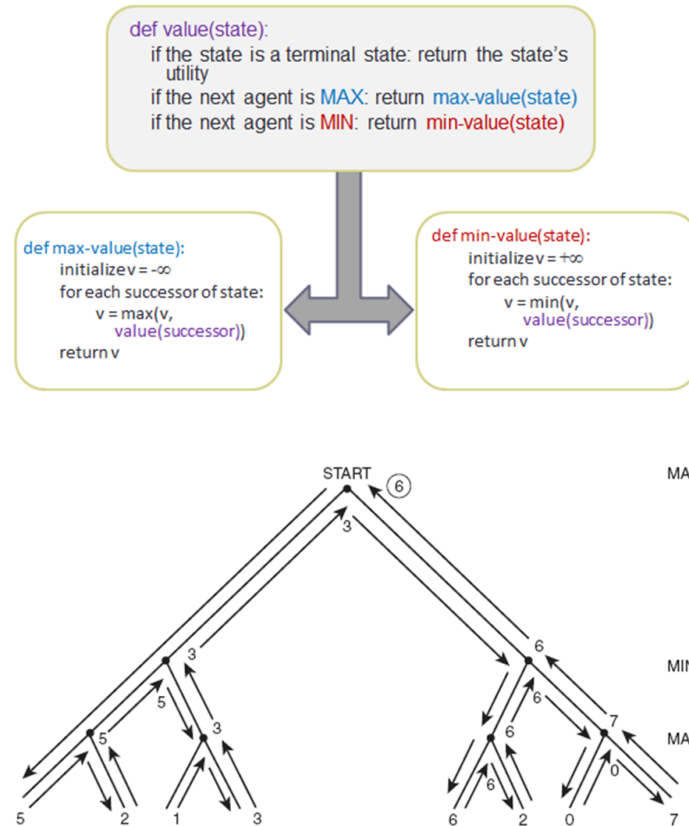 def value(state):
if the state is a terminal state: return the state's
utility
if the next agent is MAX: return max-value(state)
if the next agent is MIN: return min-value(state)
def max-value(state):
initialize v = -∞
for each successor of state:
v = max(v,
value(successor))
return v
def min-value(state):
initialize v = +∞
for each successor of state:
v = min(v,
value(successor))
return v
START 6 MA
3
3 6 MIN
5 6
5 3 6 7 MA
6 0
5 2 1 3 6 2 0 7